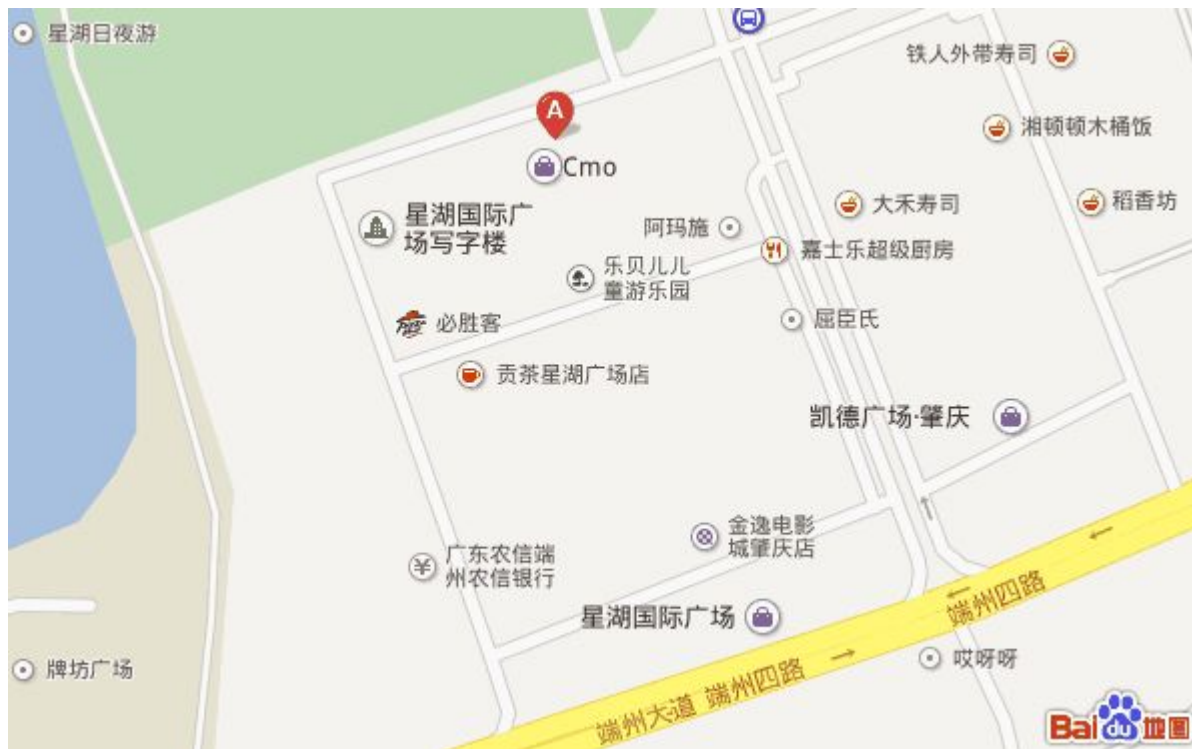 星湖日夜游
铁人外带寿司
A
湘顿顿木桶饭
Cmo
大禾寿司
稻香坊
星湖国际广
场写字楼
阿玛施
嘉士乐超级厨房
乐贝儿儿
童游乐园
必胜客
屈臣氏
贡茶星湖广场店
凯德广场·肇庆
金逸电影
城肇庆店
广东农信端
州农信银行
¥
端州四路
星湖国际广场
哎呀呀
牌坊广场
端州大道 端州四路
Bai du 地图